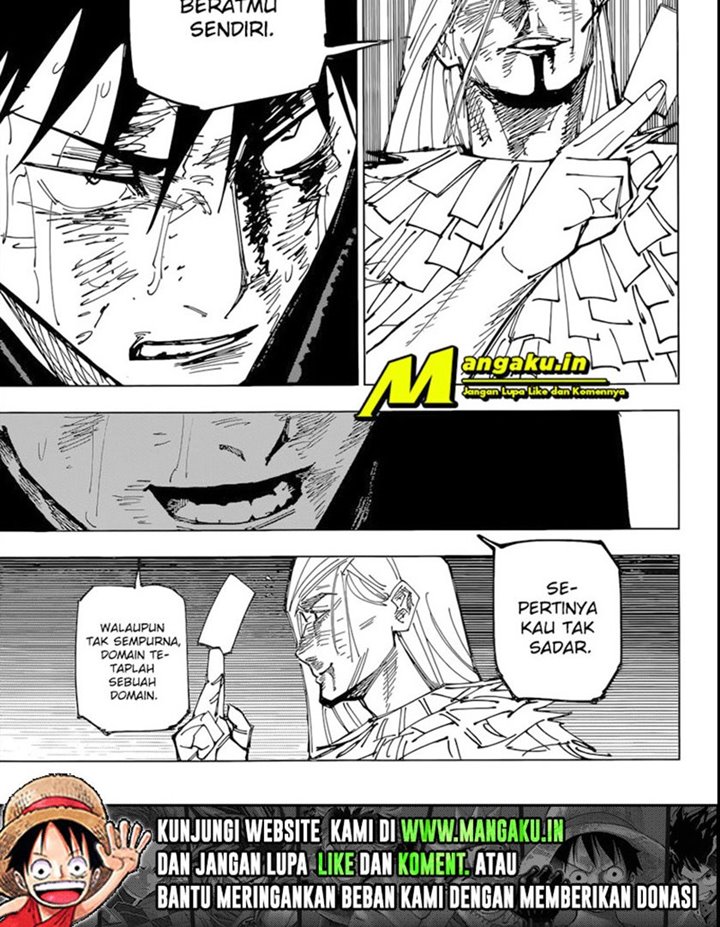 BERATMU
SENDIRI.
Mangaku.in
Jangan Lupa Like dan Komennya
SE-
PERTINYA
KAU TAK
SADAR.
WALAUPUN
TAK SEMPURNA,
DOMAIN TE-
TAPLAH
SEBUAH
DOMAIN.
KUNJUNGI WEBSITE KAMI DI WWW.MANGAKU.IN
DAN JANGAN LUPA LIKE DAN KOMENT. ATAU
BANTU MERINGANKAN BEBAN KAMI DENGAN MEMBERIKAN DONASI